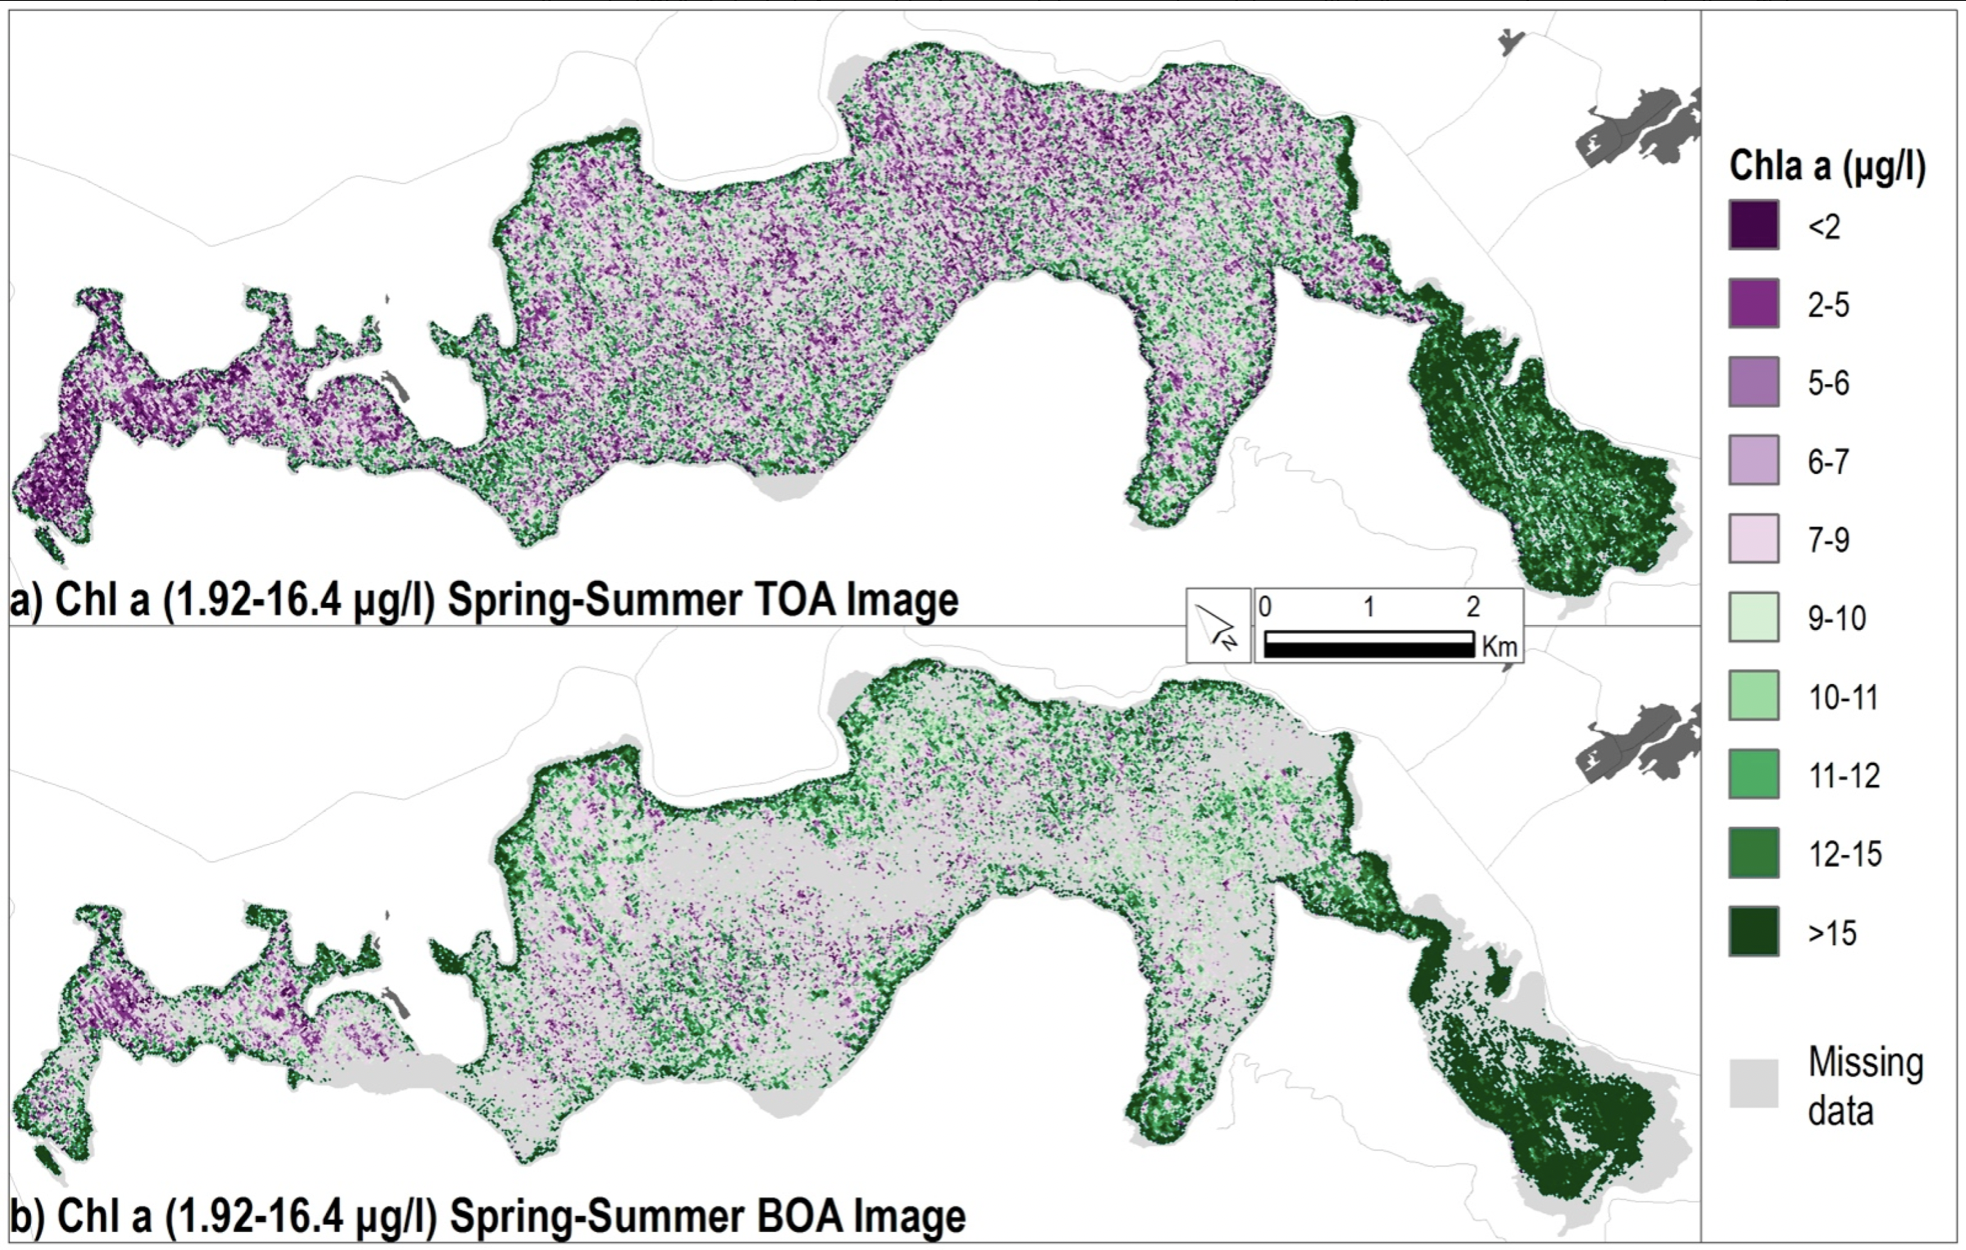 a) Chl a (1.92-16.4 µg/l) Spring-Summer TOA Image
0 1 2
Km
N
b) Chl a (1.92-16.4 µg/l) Spring-Summer BOA Image
Chla a (µg/l)
<2
2-5
5-6
6-7
7-9
9-10
10-11
11-12
12-15
>15
Missing
data